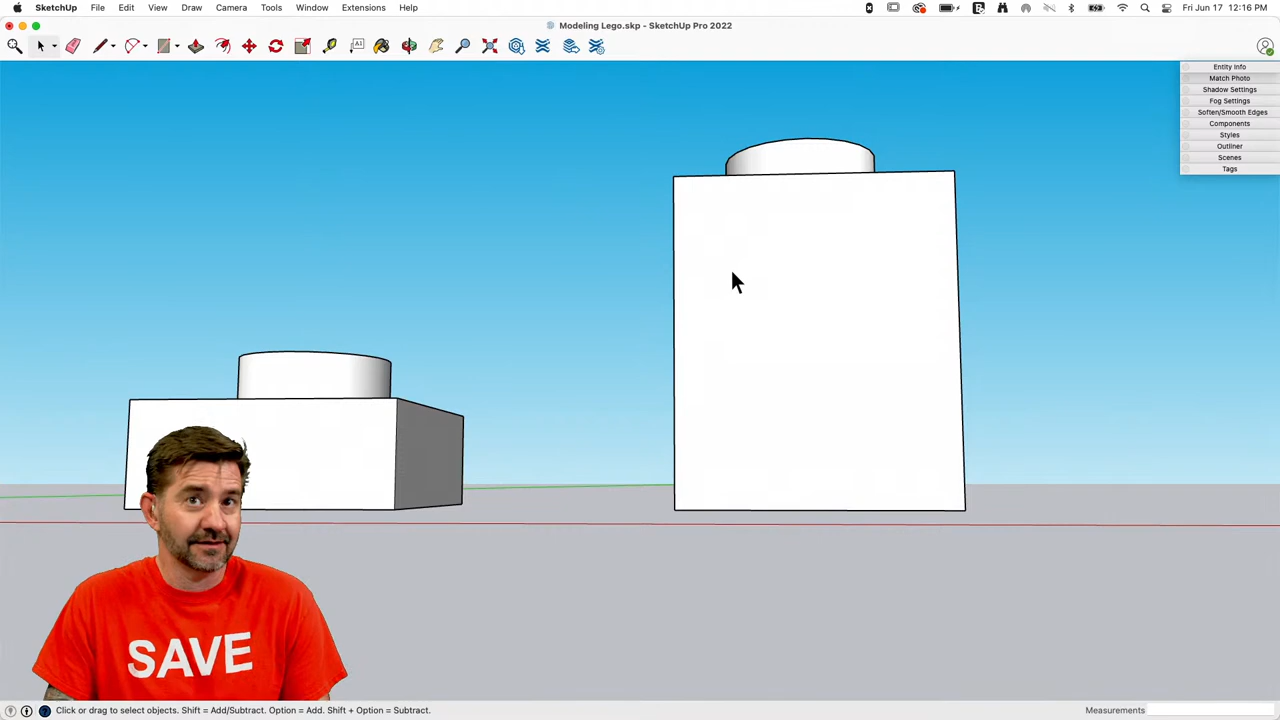 SketchUp File Edit View Draw Camera Tools Window Extensions Help Fri Jun 17 12:16 PM
Modeling Lego.skp - SketchUp Pro 2022
A1
Entity Info
Match Photo
Shadow Settings
Fog Settings
Soften/Smooth Edges
Components
Styles
Outliner
Scenes
Tags
SAVE
Click or drag to select objects. Shift = Add/Subtract. Option = Add. Shift + Option = Subtract. Measurements